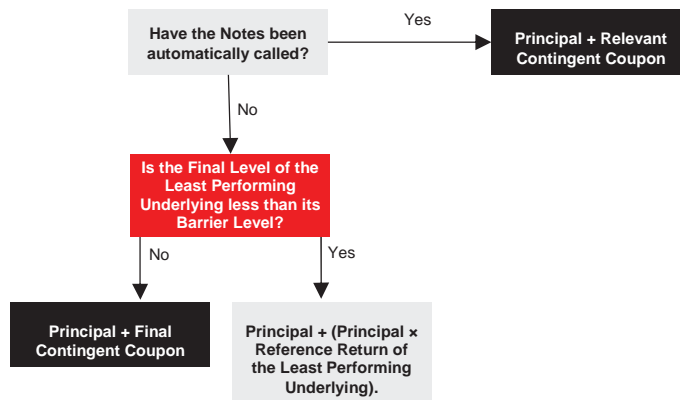 Have the Notes been
automatically called?
Yes
Principal + Relevant
Contingent Coupon
No
Is the Final Level of the
Least Performing
Underlying less than its
Barrier Level?
No
Yes
Principal + Final
Contingent Coupon
Principal + (Principal ×
Reference Return of
the Least Performing
Underlying).